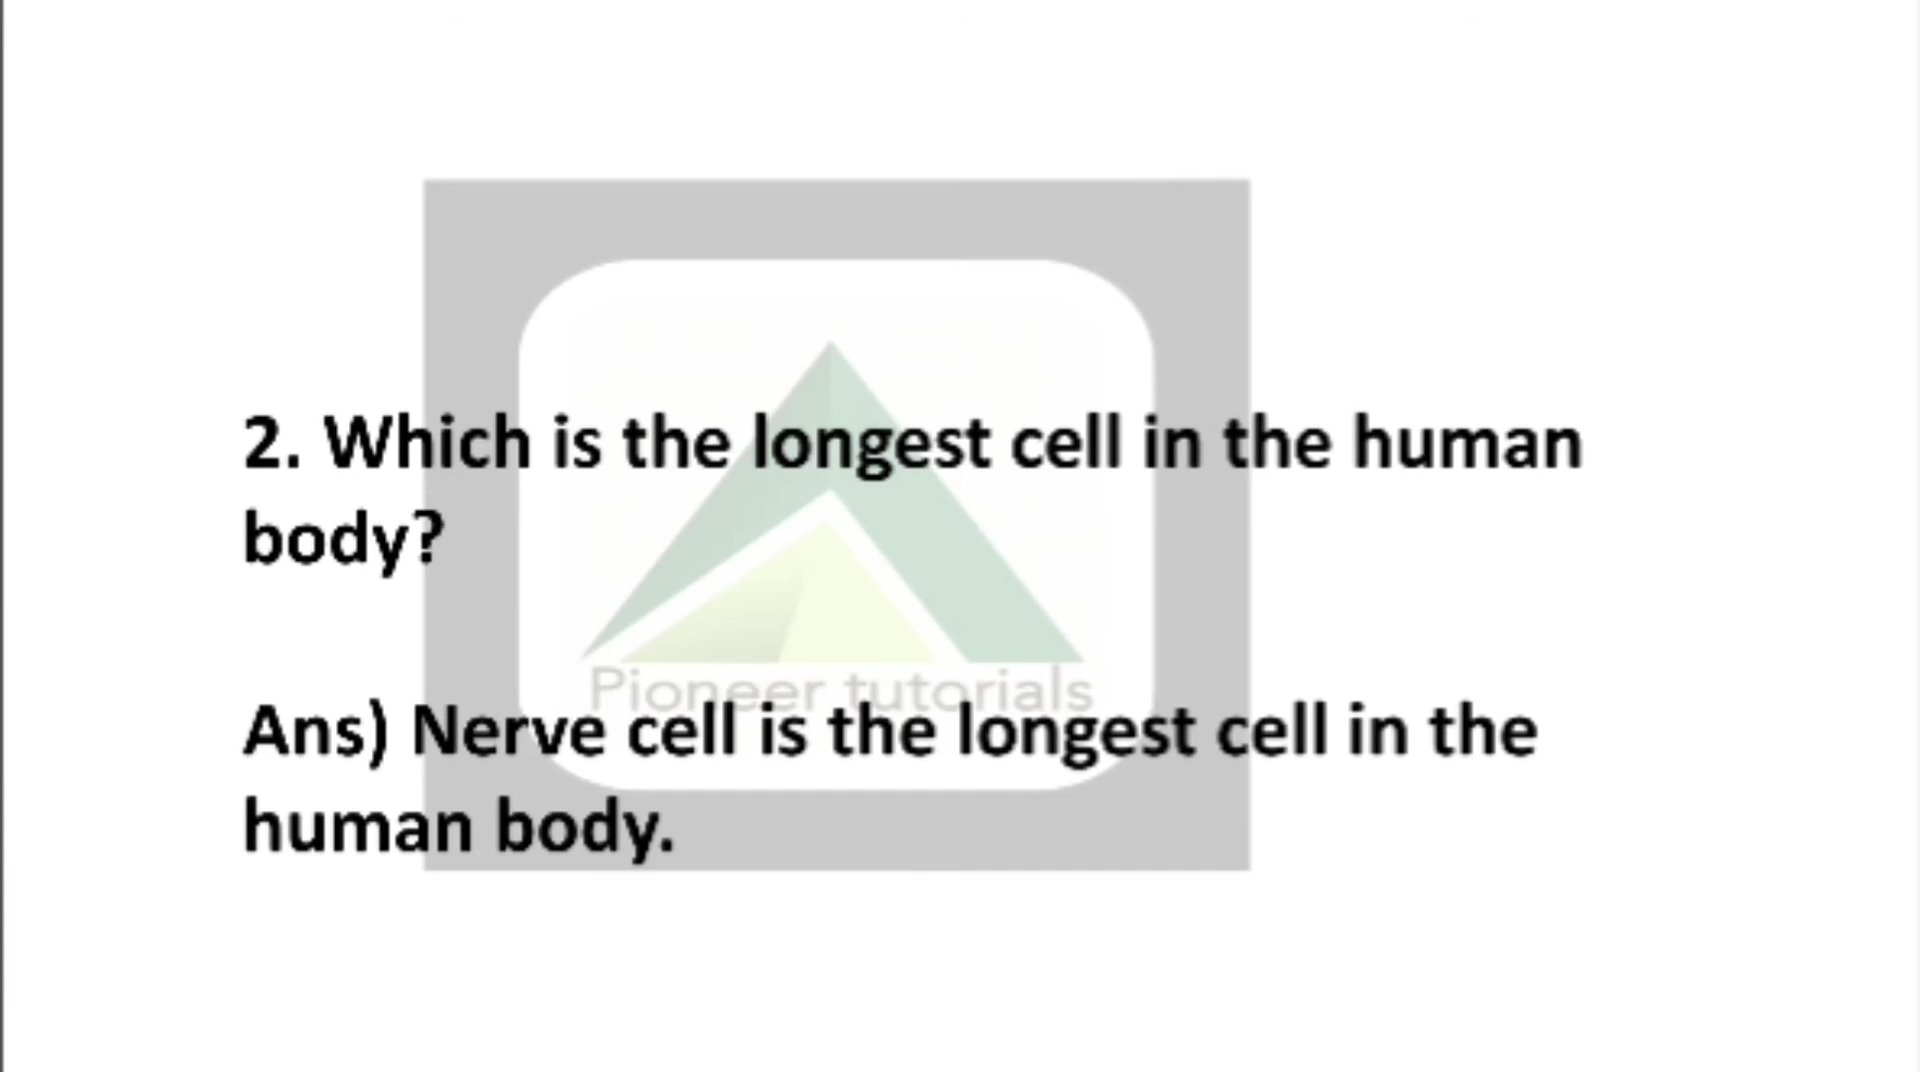 2. Which is the longest cell in the human
body?
Pioneer tutorials
Ans) Nerve cell is the longest cell in the
human body.